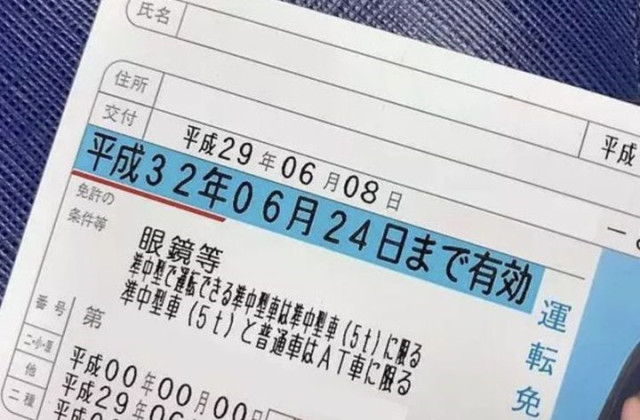 氏名
住所
平成
交付 平成29年06月08日
平成32年06月24日まで有効
免許の
条件等
眼鏡等
準中型で運転できる準中型車は準中型車(5t)に限る
準中型車(5t)と普通車はAT車に限る
運転免
番号 第
二・小・原 平成00年00月00
他 平成29年06
二種 平成